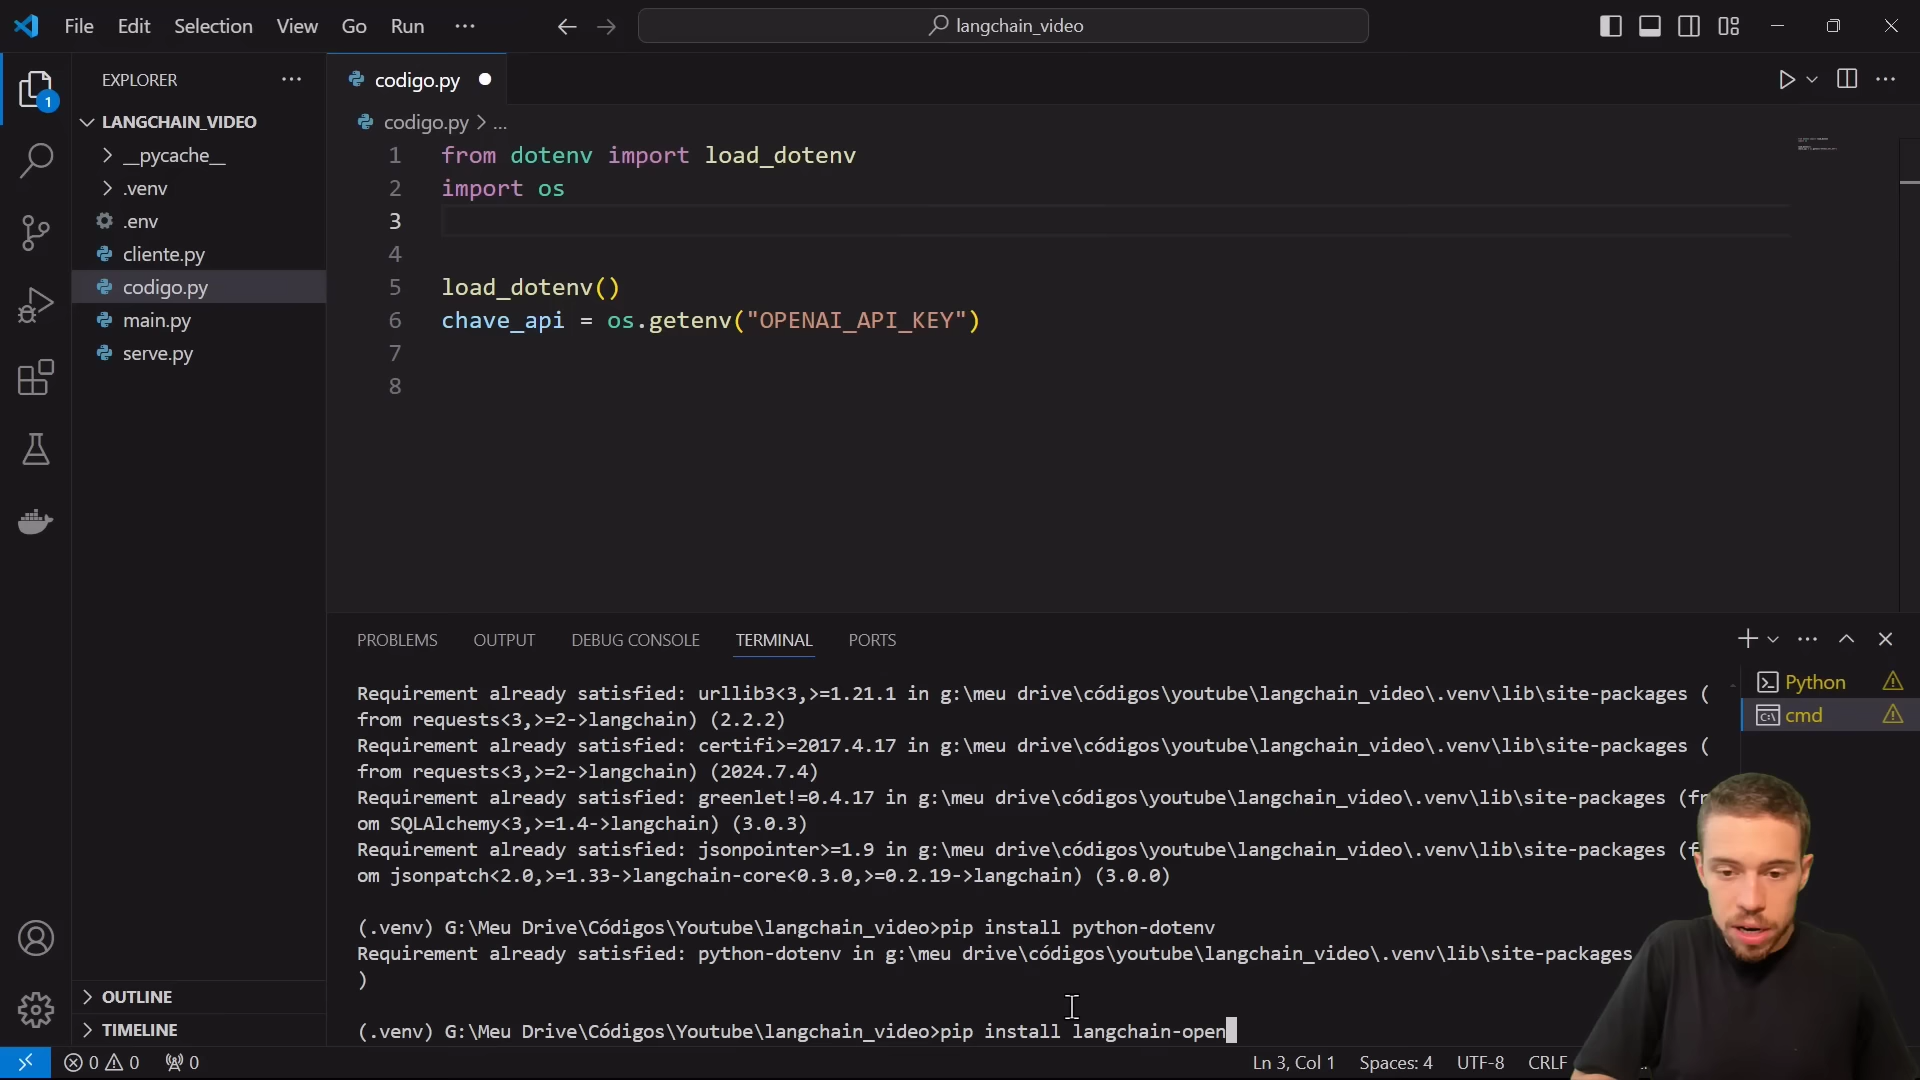 File Edit Selection View Go Run ···
langchain_video
EXPLORER
codigo.py
LANGCHAIN_VIDEO
__pycache__
.venv
.env
cliente.py
codigo.py
main.py
serve.py
OUTLINE
TIMELINE
1
codigo.py > ...
1 from dotenv import load_dotenv
2 import os
3
4
5 load_dotenv()
6 chave_api = os.getenv("OPENAI_API_KEY")
7
8
PROBLEMS OUTPUT DEBUG CONSOLE TERMINAL PORTS
Python
cmd
Requirement already satisfied: urllib3<3,>=1.21.1 in g:\meu drive\códigos\youtube\langchain_video\.venv\lib\site-packages (
from requests<3,>=2->langchain) (2.2.2)
Requirement already satisfied: certifi>=2017.4.17 in g:\meu drive\códigos\youtube\langchain_video\.venv\lib\site-packages (
from requests<3,>=2->langchain) (2024.7.4)
Requirement already satisfied: greenlet!=0.4.17 in g:\meu drive\códigos\youtube\langchain_video\.venv\lib\site-packages (fr
om SQLAlchemy<3,>=1.4->langchain) (3.0.3)
Requirement already satisfied: jsonpointer>=1.9 in g:\meu drive\códigos\youtube\langchain_video\.venv\lib\site-packages (f
om jsonpatch<2.0,>=1.33->langchain-core<0.3.0,>=0.2.19->langchain) (3.0.0)
(.venv) G:\Meu Drive\Códigos\Youtube\langchain_video>pip install python-dotenv
Requirement already satisfied: python-dotenv in g:\meu drive\códigos\youtube\langchain_video\.venv\lib\site-packages
)
(.venv) G:\Meu Drive\Códigos\Youtube\langchain_video>pip install langchain-open
0 0 0 Ln 3, Col 1 Spaces: 4 UTF-8 CRLF